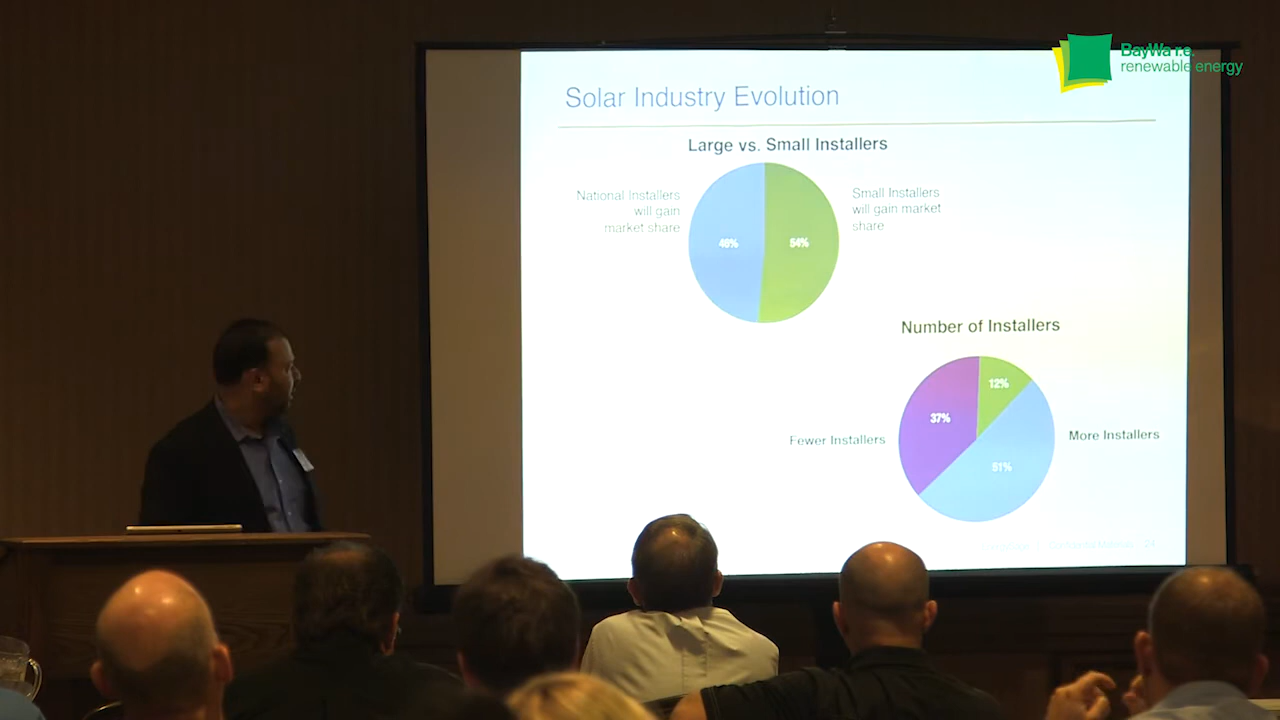 BayWa r.e.
renewable energy
Solar Industry Evolution
Large vs. Small Installers
National Installers
will gain
market share
46%
54%
Small Installers
will gain market
share
Number of Installers
12%
37%
51%
Fewer Installers
More Installers
24